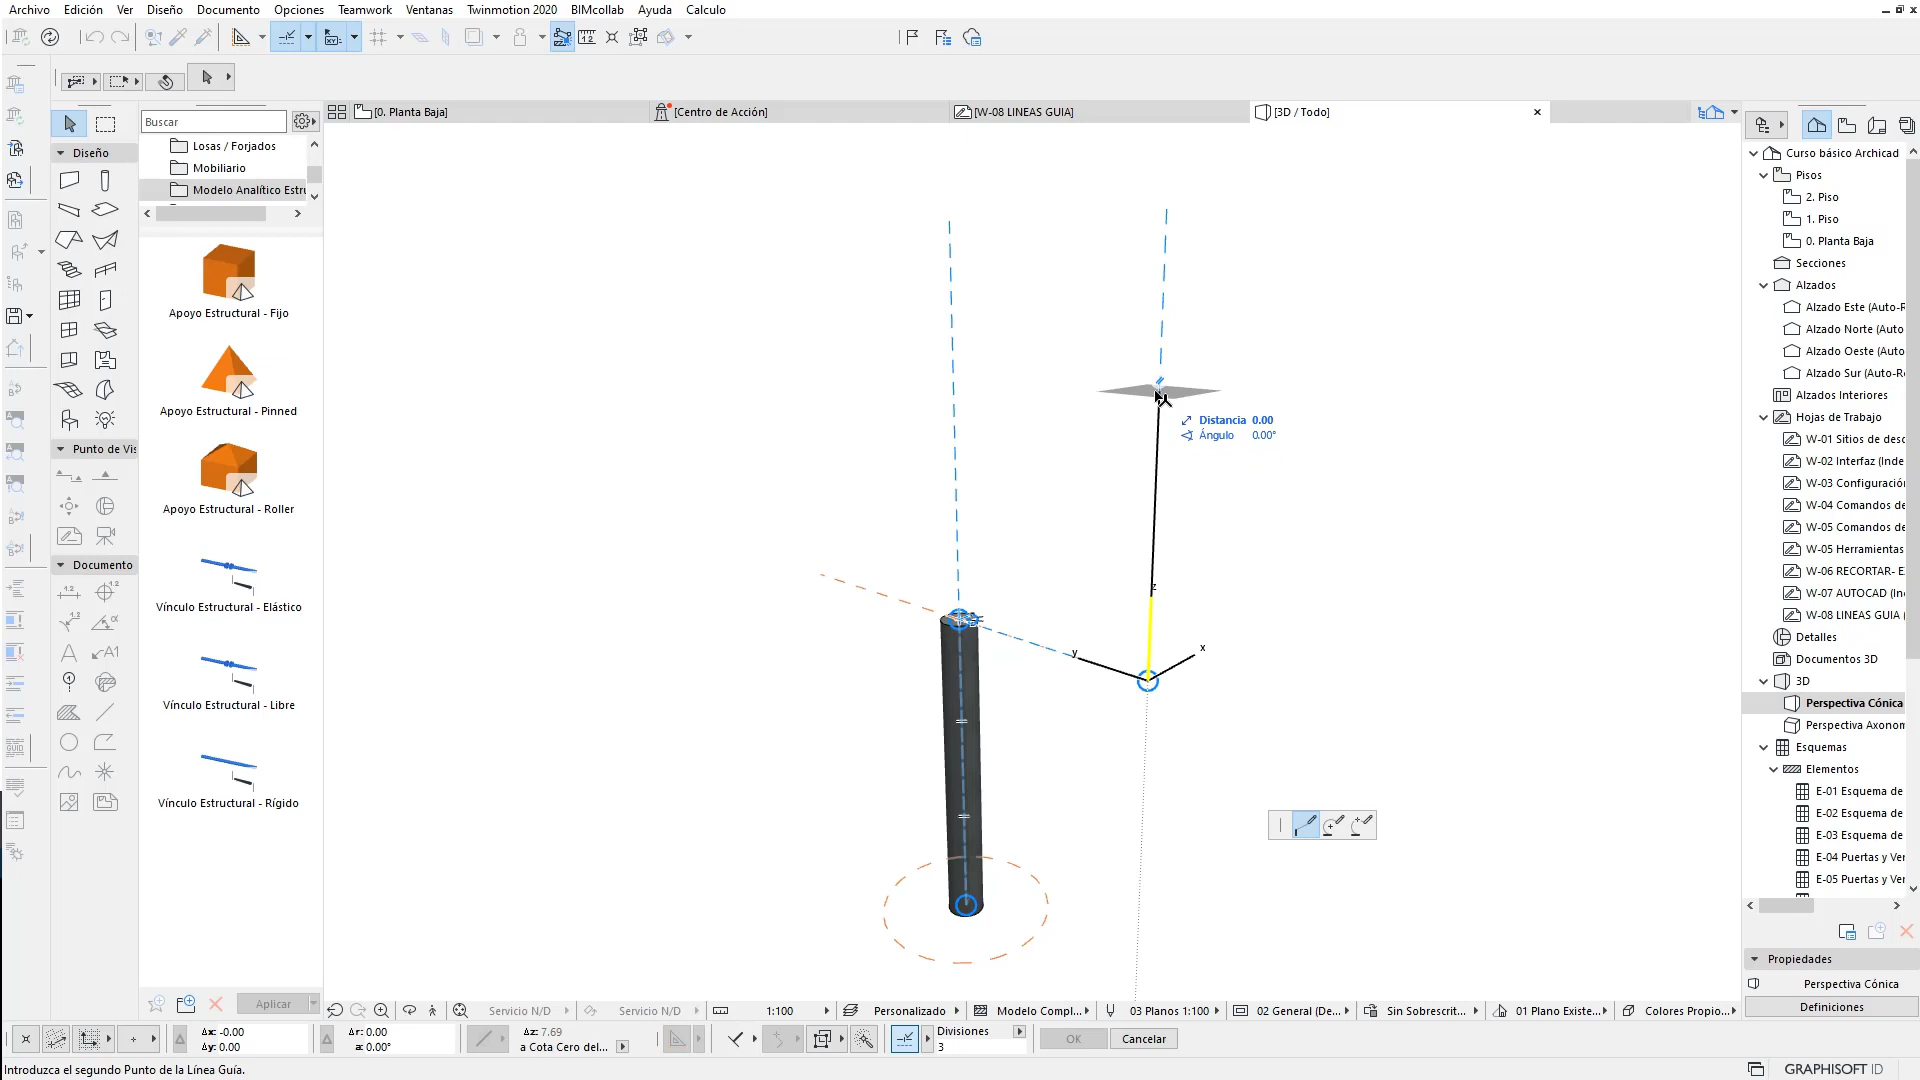 Archivo Edición Ver Diseño Documento Opciones Teamwork Ventanas Twinmotion 2020 BIMcollab Ayuda Calculo
[0. Planta Baja] [Centro de Acción] [W-08 LINEAS GUIA] [3D / Todo]
Buscar
Diseño
Losas / Forjados
Mobiliario
Modelo Analítico Estru
Apoyo Estructural - Fijo
Apoyo Estructural - Pinned
Apoyo Estructural - Roller
Vínculo Estructural - Elástico
Vínculo Estructural - Libre
Vínculo Estructural - Rígido
Aplicar
Punto de Vis
Documento
Distancia 0.00
Ángulo 0.00°
z
y
x
Curso básico Archicad
Pisos
2. Piso
1. Piso
0. Planta Baja
Secciones
Alzados
Alzado Este (Auto-R
Alzado Norte (Auto
Alzado Oeste (Auto
Alzado Sur (Auto-Re
Alzados Interiores
Hojas de Trabajo
W-01 Sitios de desc
W-02 Interfaz (Inde
W-03 Configuración
W-04 Comandos de
W-05 Comandos de
W-05 Herramientas
W-06 RECORTAR- E
W-07 AUTOCAD (In
W-08 LINEAS GUIA (
Detalles
Documentos 3D
3D
Perspectiva Cónica
Perspectiva Axonom
Esquemas
Elementos
E-01 Esquema de
E-02 Esquema de
E-03 Esquema de
E-04 Puertas y Ver
E-05 Puertas y Ver
Propiedades
Perspectiva Cónica
Definiciones
Servicio N/D Servicio N/D 1:100 Personalizado Modelo Compl... 03 Planos 1:100 02 General (De... Sin Sobrescrit... 01 Plano Existe... Colores Propio...
Δx: -0.00
Δy: 0.00
Δr: 0.00
a: 0.00°
Δz: 7.69
a Cota Cero del...
Divisiones
3
OK
Cancelar
Introduzca el segundo Punto de la Línea Guía.
GRAPHISOFT ID